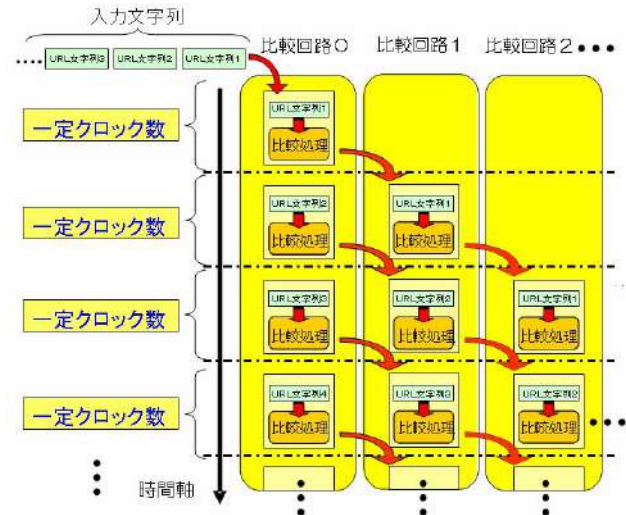 入力文字列
比較回路0 比較回路1 比較回路2・・・
.... URL文字列3 URL文字列2 URL文字列1
URL文字列1
一定クロック数
比較処理
URL文字列2 URL文字列1
一定クロック数
比較処理 比較処理
URL文字列3 URL文字列2 URL文字列1
一定クロック数
比較処理 比較処理 比較処理
URL文字列4 URL文字列3 URL文字列2
一定クロック数
比較処理 比較処理 比較処理 ・・・
時間軸